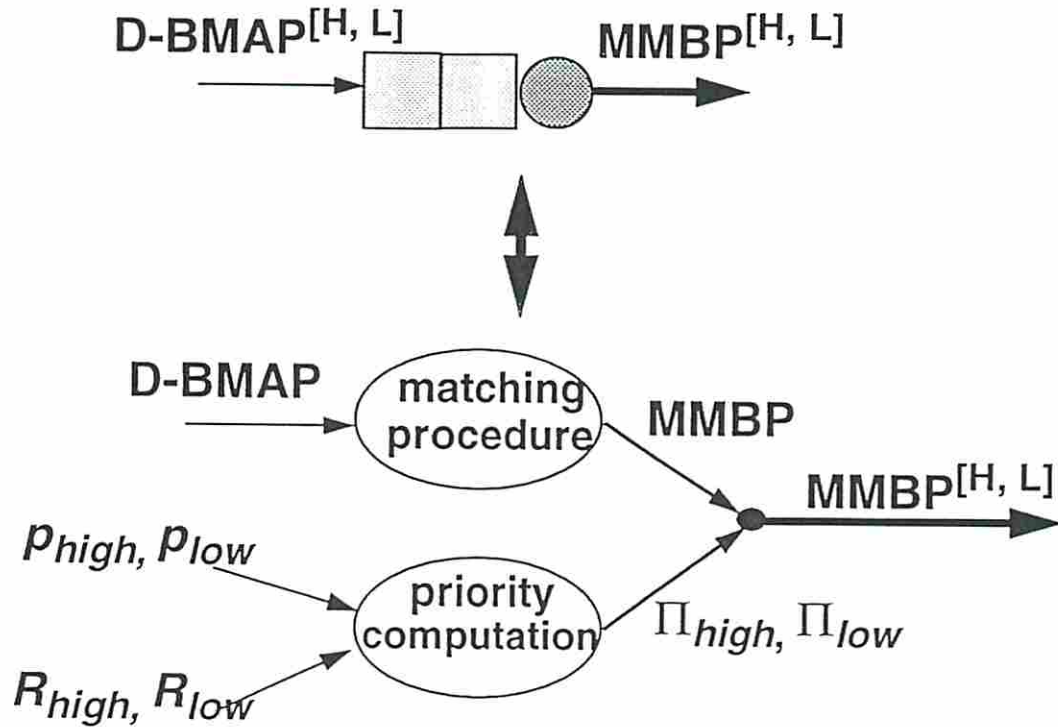 D-BMAP[H, L]
MMBP[H, L]
D-BMAP
matching
procedure
MMBP
MMBP[H, L]
phigh, plow
priority
computation
Πhigh, Πlow
Rhigh, Rlow